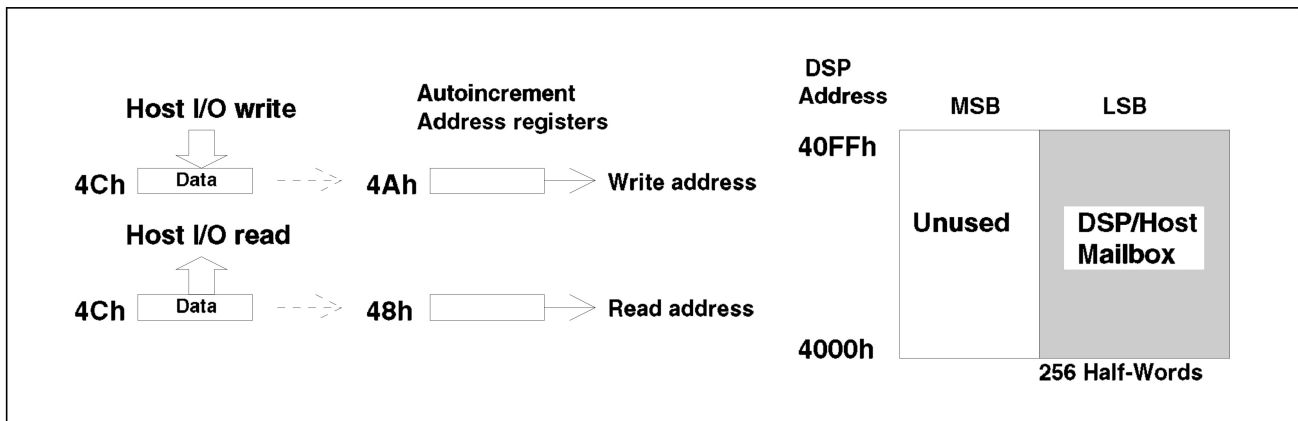 Host I/O write
4Ch Data
Host I/O read
4Ch Data
Autoincrement
Address registers
4Ah Write address
48h Read address
DSP
Address
MSB LSB
40FFh
Unused
DSP/Host
Mailbox
4000h
256 Half-Words